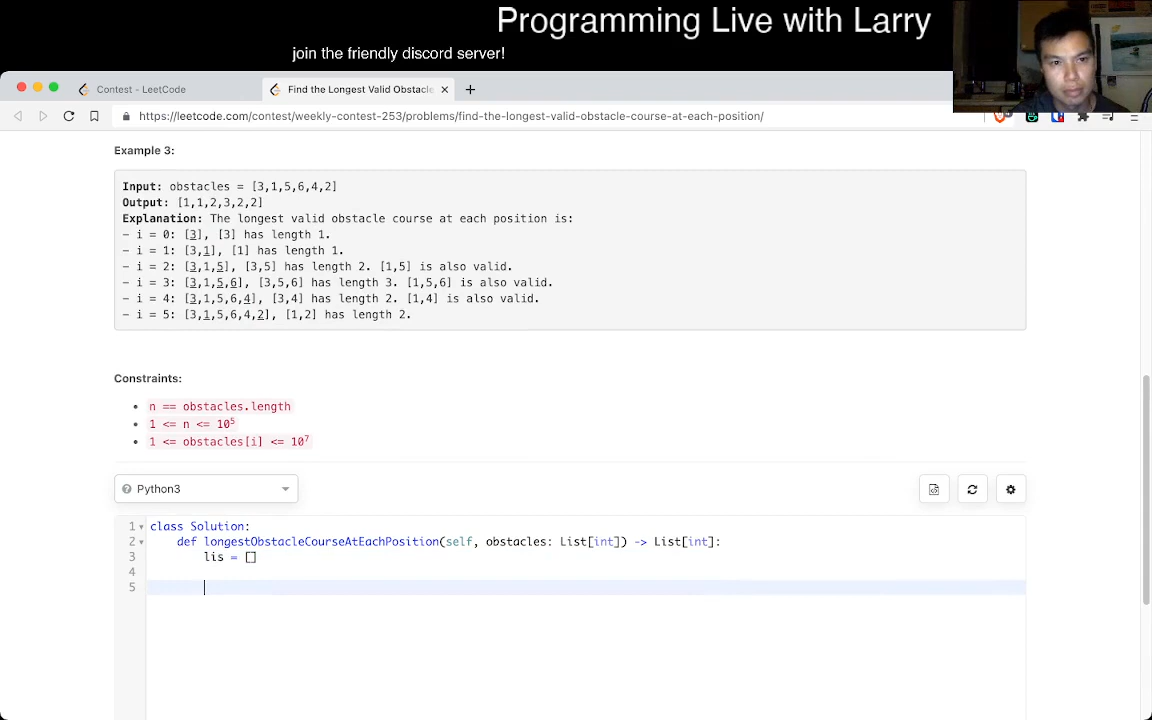 Programming Live with Larry
join the friendly discord server!
Contest - LeetCode
Find the Longest Valid Obstacle
https://leetcode.com/contest/weekly-contest-253/problems/find-the-longest-valid-obstacle-course-at-each-position/
Example 3:
Input: obstacles = [3,1,5,6,4,2]
Output: [1,1,2,3,2,2]
Explanation: The longest valid obstacle course at each position is:
- i = 0: [3], [3] has length 1.
- i = 1: [3,1], [1] has length 1.
- i = 2: [3,1,5], [3,5] has length 2. [1,5] is also valid.
- i = 3: [3,1,5,6], [3,5,6] has length 3. [1,5,6] is also valid.
- i = 4: [3,1,5,6,4], [3,4] has length 2. [1,4] is also valid.
- i = 5: [3,1,5,6,4,2], [1,2] has length 2.
Constraints:
• n == obstacles.length
• 1 <= n <= 10⁵
• 1 <= obstacles[i] <= 10⁷
Python3
1 class Solution:
2 def longestObstacleCourseAtEachPosition(self, obstacles: List[int]) -> List[int]:
3 lis = []
4
5